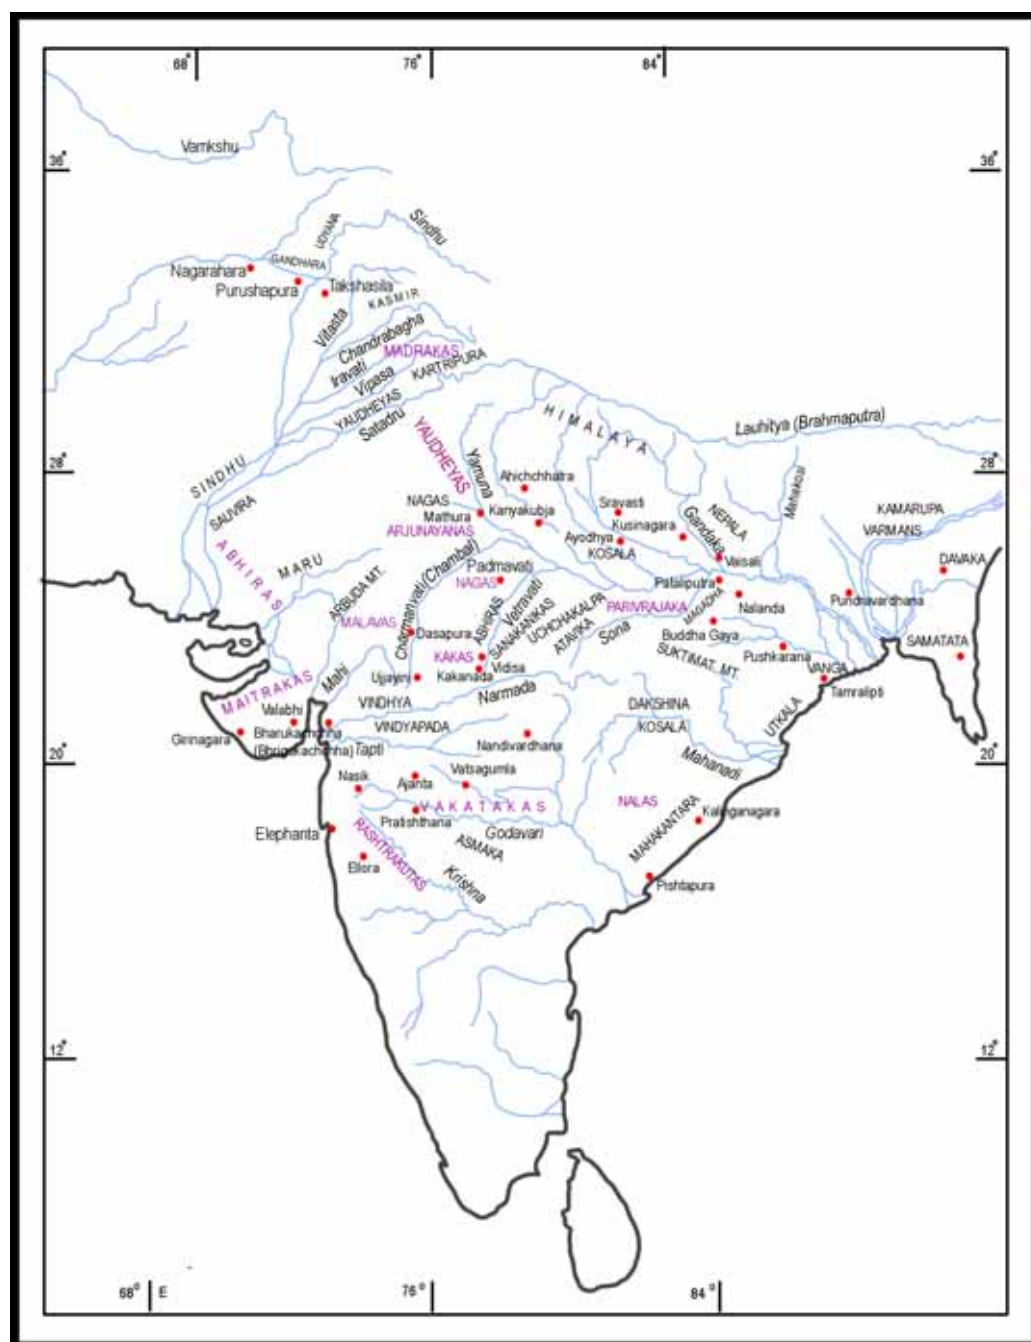 68°
76°
84°
Vamkshu
36°
36°
UDYANA
Sindhu
GANDHARA
Nagarahara
Purushapura
Takshasila
KASMIR
Vitasta
Chandrabagha
MADRAKAS
Iravati
Vipasa
KARTRIPURA
YAUDHEYAS
Satadru
HIMALAYA
Lauhitya (Brahmaputra)
YAUDHEYAS
Yamuna
SINDHU
28°
28°
Ahichchhatra
Mahakosi
SAUVIRA
NAGAS
Mathura
Kanyakubja
Sravasti
Kusinagara
Gandaka
NEPALA
KAMARUPA
VARMANS
ARJUNAYANAS
Ayodhya
KOSALA
Vaisali
DAVAKA
ABHIRAS
MARU
ARBUDA MT.
Charmanvati (Chambal)
Padmavati
NAGAS
Pataliputra
Pundravardhana
MALAVAS
Dasapura
ABHIRAS
Vetravati
SANAKANIKAS
UCHCHAKALPA
ATAVIKA
PARIVRAJAKA
MAGADHA
Nalanda
Sona
Buddha Gaya
SAMATATA
KAKAS
Vidisa
Kakanada
SUKTIMAT. MT.
Pushkarana
VANGA
Tamralipti
MAITRAKAS
Mahi
Ujjayini
VINDHYA
Narmada
DAKSHINA
KOSALA
UTKALA
Valabhi
Girinagara
Bharukachchha
(Bhrigukachchha)
Tapti
VINDYAPADA
Nandivardhana
Mahanadi
20°
20°
Nasik
Ajanta
Vatsagumla
VAKATAKAS
NALAS
Pratishthana
Godavari
MAHAKANTARA
Kalinganagara
Elephanta
RASHTRAKUTAS
ASMAKA
Ellora
Krishna
Pishtapura
12°
12°
68° E
76°
84°